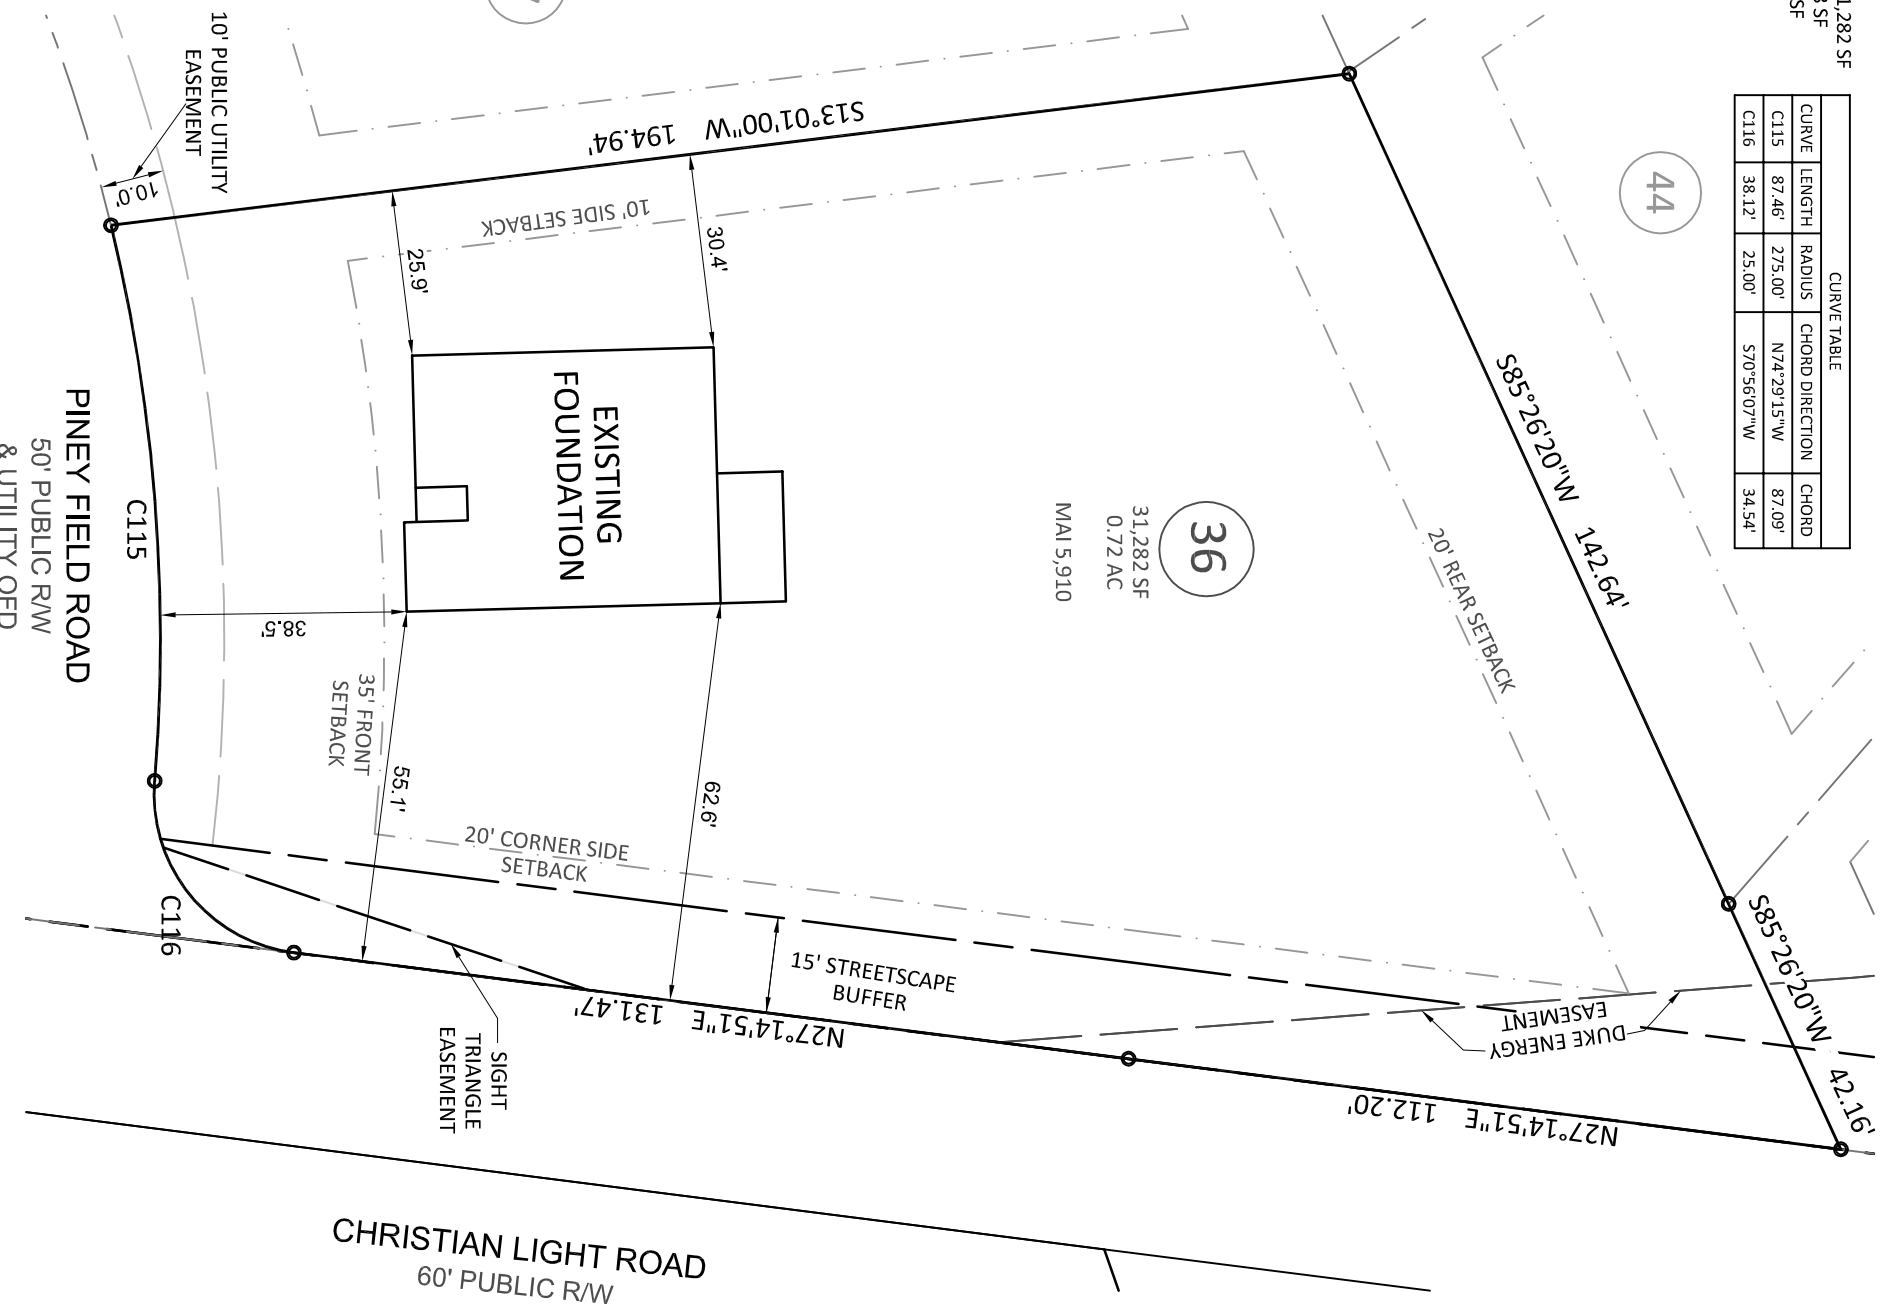 1,282 SF
SF
SF
CURVE TABLE
CURVE LENGTH RADIUS CHORD DIRECTION CHORD
C115 87.46' 275.00' N74°29'15"W 87.09'
C116 38.12' 25.00' S70°56'07"W 34.54'
44
10' PUBLIC UTILITY
EASEMENT
10.0'
S13°01'00"W 194.94'
10' SIDE SETBACK
25.9'
30.4'
EXISTING
FOUNDATION
36
31,282 SF
0.72 AC
MAI 5,910
S85°26'20"W 142.64'
20' REAR SETBACK
PINEY FIELD ROAD
50' PUBLIC R/W
& UTILITY
C115
38.5'
35' FRONT
SETBACK
55.1'
62.6'
20' CORNER SIDE
SETBACK
15' STREETSCAPE
BUFFER
C116
SIGHT
TRIANGLE
EASEMENT
N27°14'51"E 131.47'
DUKE ENERGY
EASEMENT
S85°26'20"W 42.16'
N27°14'51"E 112.20'
CHRISTIAN LIGHT ROAD
60' PUBLIC R/W